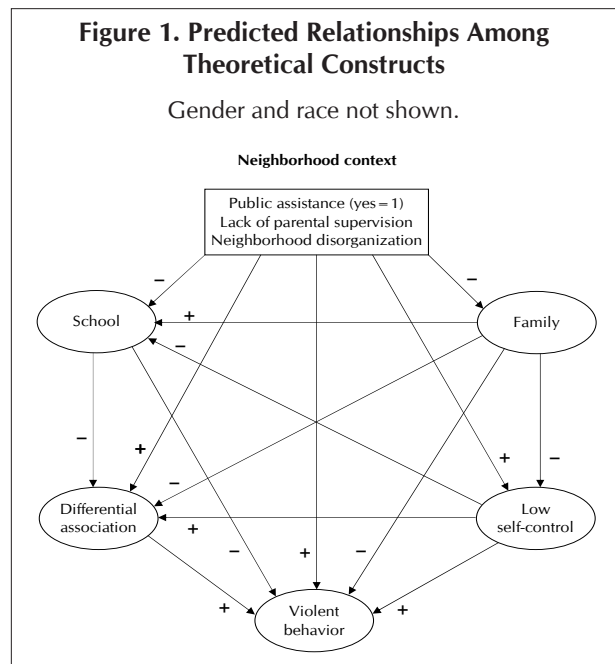 Figure 1. Predicted Relationships Among
Theoretical Constructs
Gender and race not shown.
Neighborhood context
Public assistance (yes = 1)
Lack of parental supervision
Neighborhood disorganization
–
–
School
+
Family
–
–
+
+
–
–
Differential
association
+
Low
self-control
–
+
–
+
Violent
behavior
+